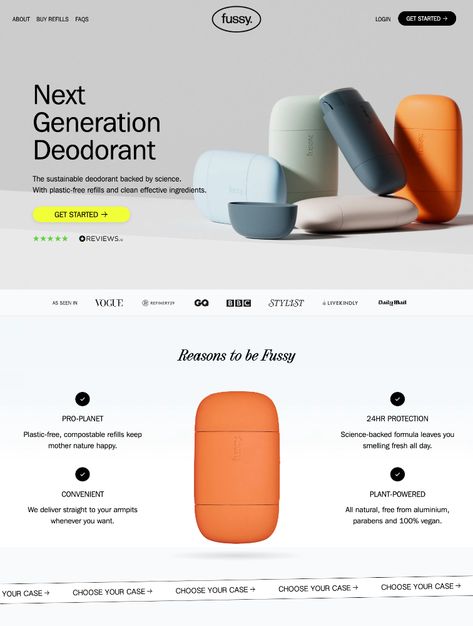 ABOUT BUY REFILLS FAQS
fussy.
LOGIN GET STARTED →
Next
Generation
Deodorant
The sustainable deodorant backed by science.
With plastic-free refills and clean effective ingredients.
GET STARTED →
★★★★★ REVIEWS.io
AS SEEN IN VOGUE REFINERY29 GQ BBC STYLIST LIVEKINDLY Daily Mail
Reasons to be Fussy
PRO-PLANET
Plastic-free, compostable refills keep
mother nature happy.
24HR PROTECTION
Science-backed formula leaves you
smelling fresh all day.
CONVENIENT
We deliver straight to your armpits
whenever you want.
PLANT-POWERED
All natural, free from aluminium,
parabens and 100% vegan.
fussy.
YOUR CASE → CHOOSE YOUR CASE → CHOOSE YOUR CASE → CHOOSE YOUR CASE → CHOOSE YOUR CASE →